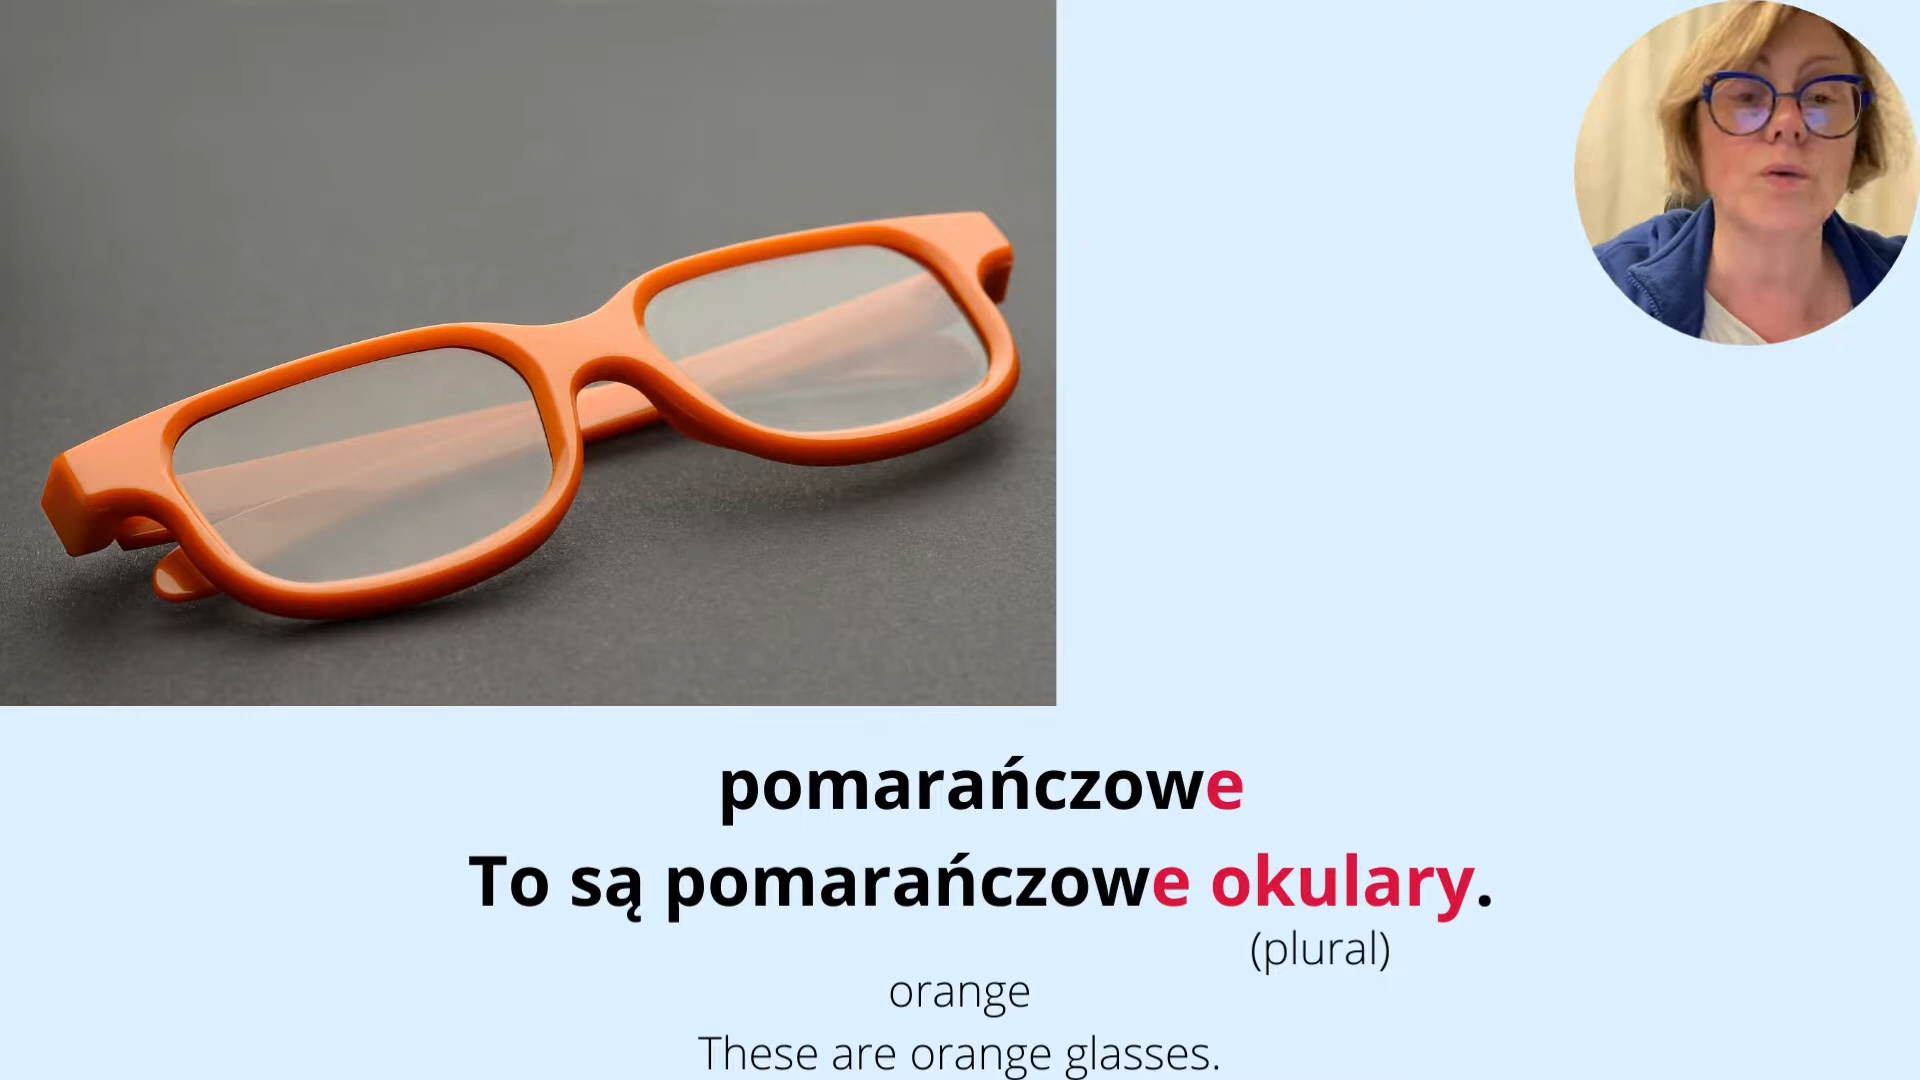 pomarańczowe
To są pomarańczowe okulary.
(plural)
orange
These are orange glasses.